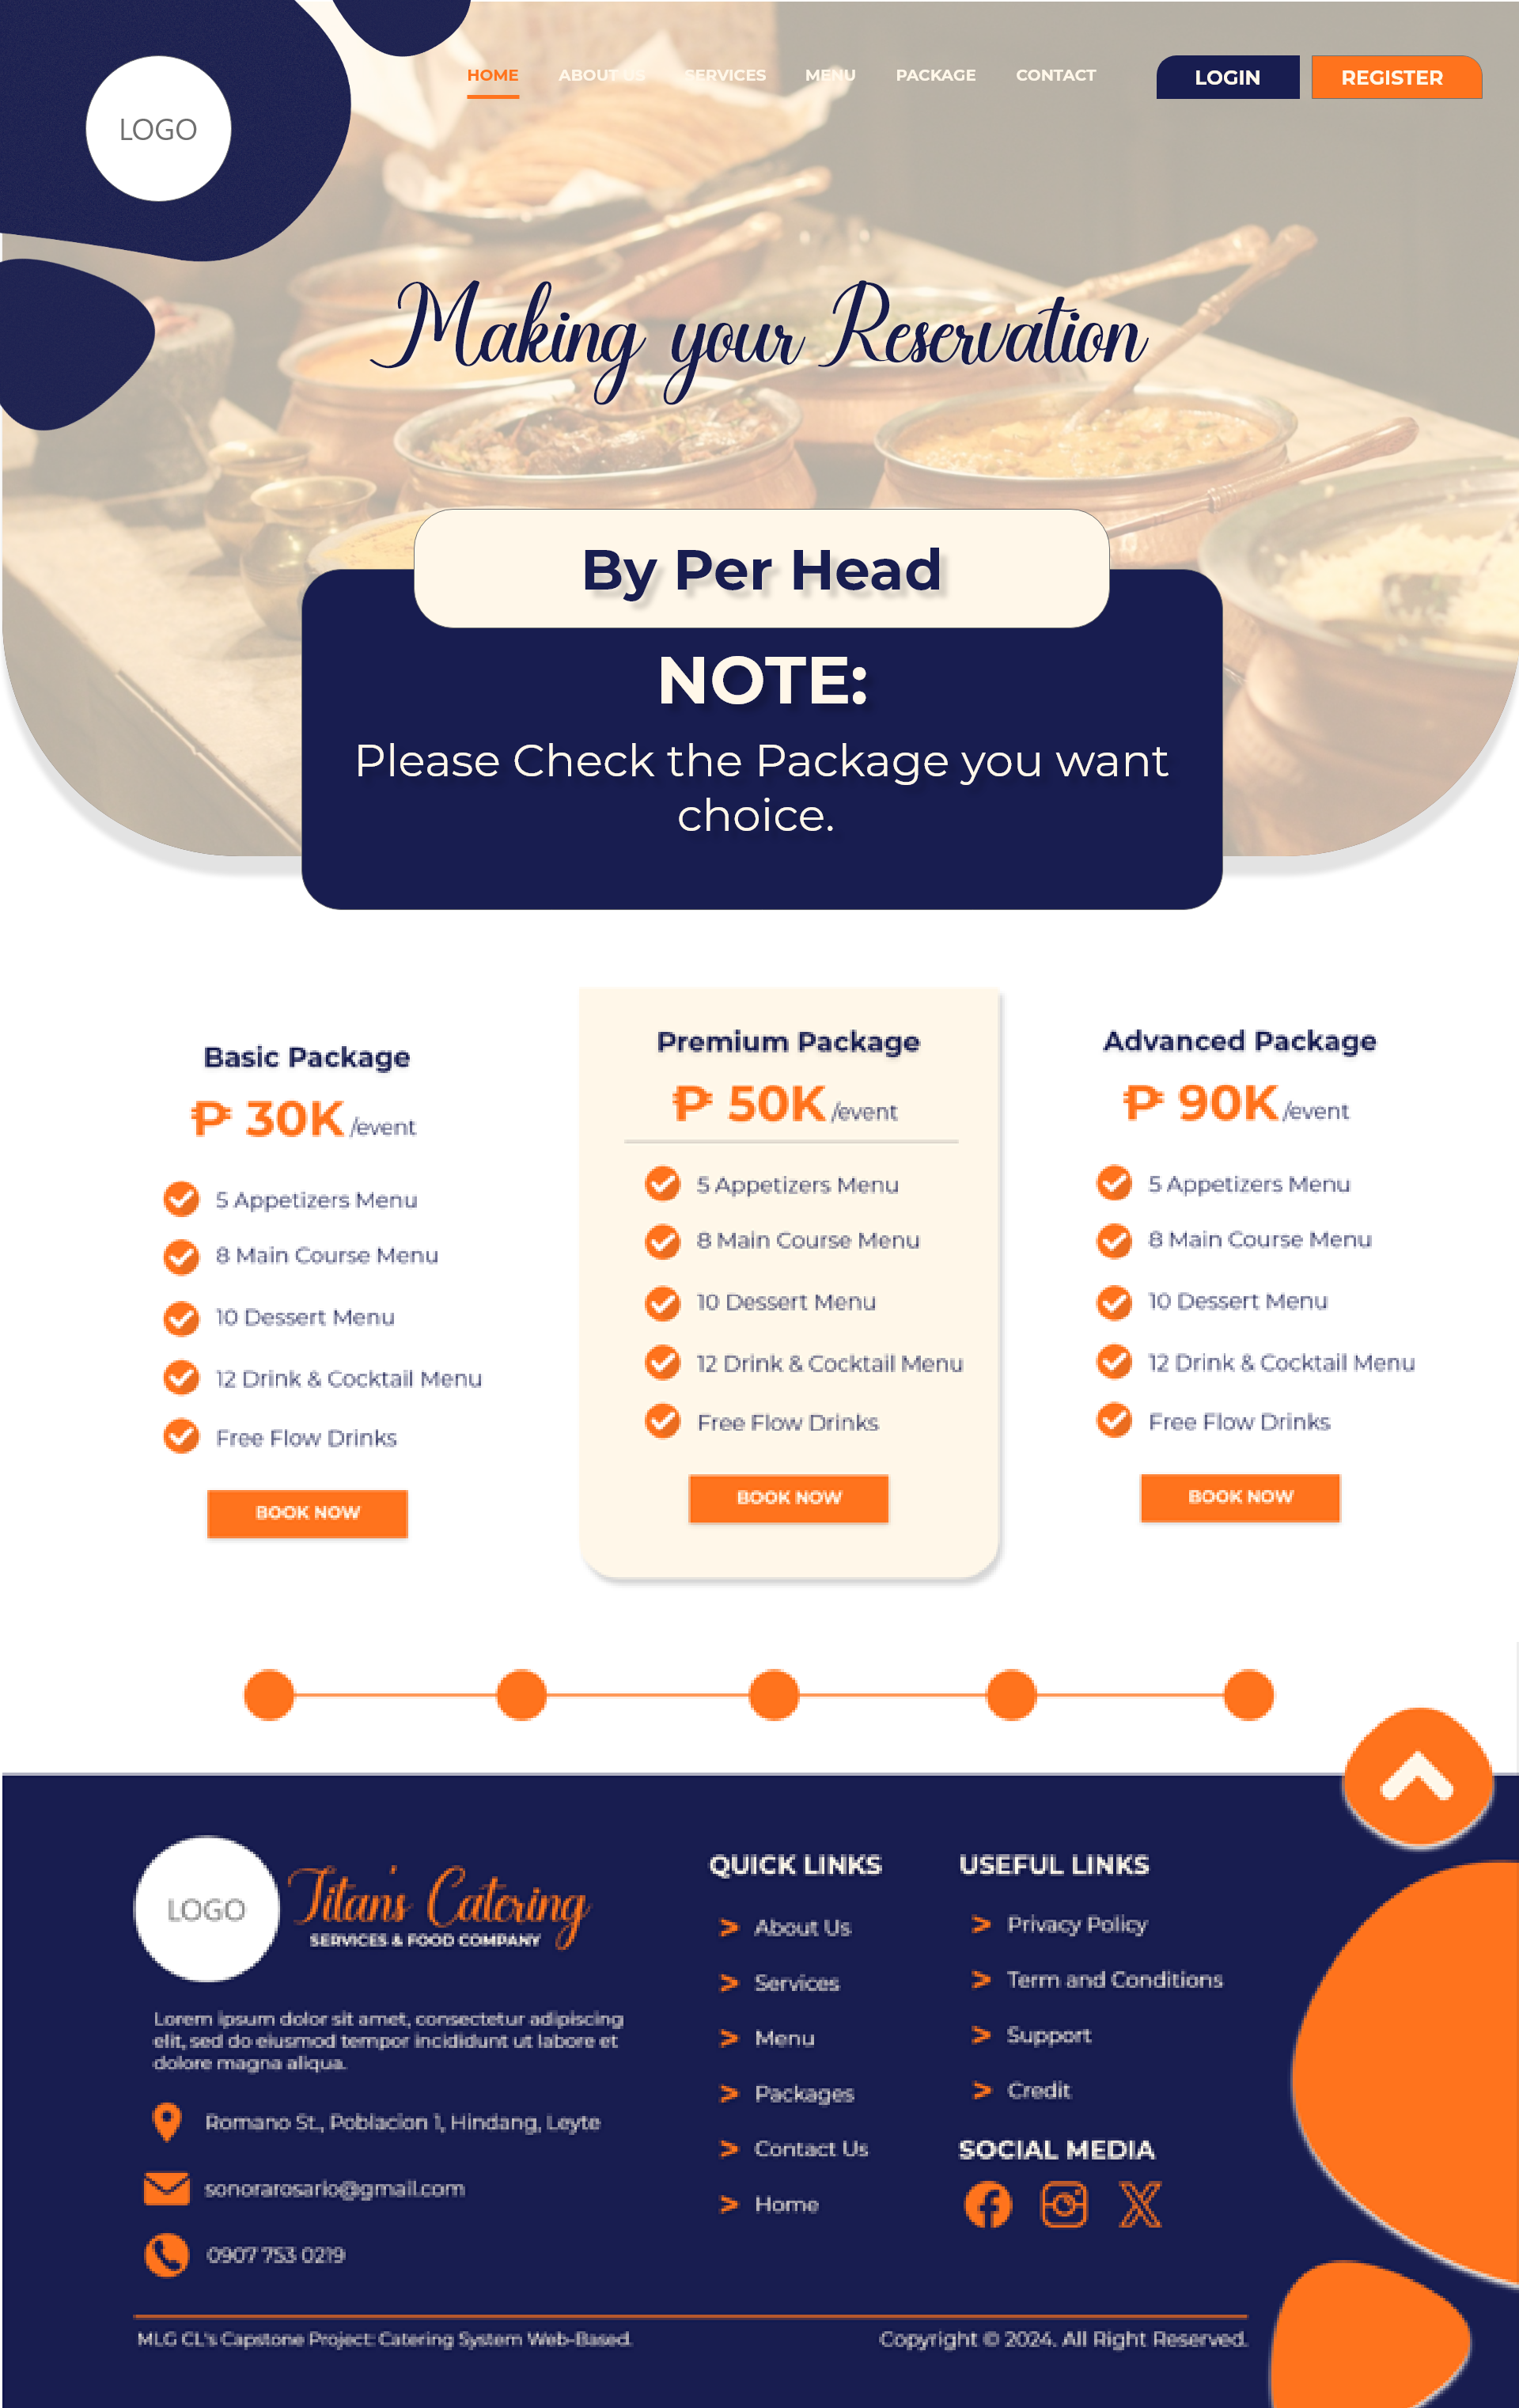 LOGO
HOME ABOUT US SERVICES MENU PACKAGE CONTACT LOGIN REGISTER
Making your Reservation
By Per Head
NOTE:
Please Check the Package you want
choice.
Basic Package
₱ 30K /event
5 Appetizers Menu
8 Main Course Menu
10 Dessert Menu
12 Drink & Cocktail Menu
Free Flow Drinks
BOOK NOW
Premium Package
₱ 50K /event
5 Appetizers Menu
8 Main Course Menu
10 Dessert Menu
12 Drink & Cocktail Menu
Free Flow Drinks
BOOK NOW
Advanced Package
₱ 90K /event
5 Appetizers Menu
8 Main Course Menu
10 Dessert Menu
12 Drink & Cocktail Menu
Free Flow Drinks
BOOK NOW
LOGO
Titan's Catering
SERVICES & FOOD COMPANY
Lorem ipsum dolor sit amet, consectetur adipiscing
elit, sed do eiusmod tempor incididunt ut labore et
dolore magna aliqua.
Romano St., Poblacion 1, Hindang, Leyte
sonorarosario@gmail.com
0907 753 0219
QUICK LINKS
> About Us
> Services
> Menu
> Packages
> Contact Us
> Home
USEFUL LINKS
> Privacy Policy
> Term and Conditions
> Support
> Credit
SOCIAL MEDIA
MLG CL's Capstone Project: Catering System Web-Based.
Copyright © 2024. All Right Reserved.